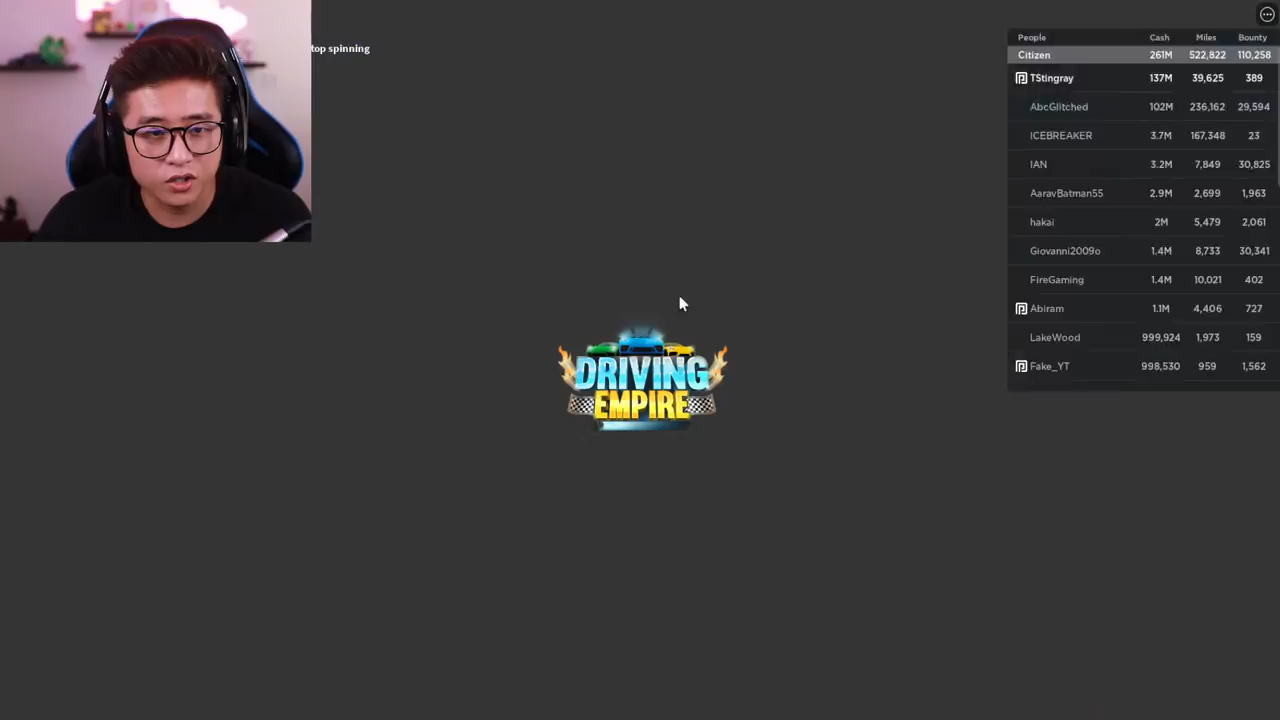 top spinning
People Cash Miles Bounty
Citizen 261M 522,822 110,258
TStingray 137M 39,625 389
AbcGlitched 102M 236,162 29,594
ICEBREAKER 3.7M 167,348 23
IAN 3.2M 7,849 30,825
AaravBatman55 2.9M 2,699 1,963
hakai 2M 5,479 2,061
Giovanni2009o 1.4M 8,733 30,341
FireGaming 1.4M 10,021 402
Abiram 1.1M 4,406 727
LakeWood 999,924 1,973 159
Fake_YT 998,530 959 1,562
DRIVING
EMPIRE